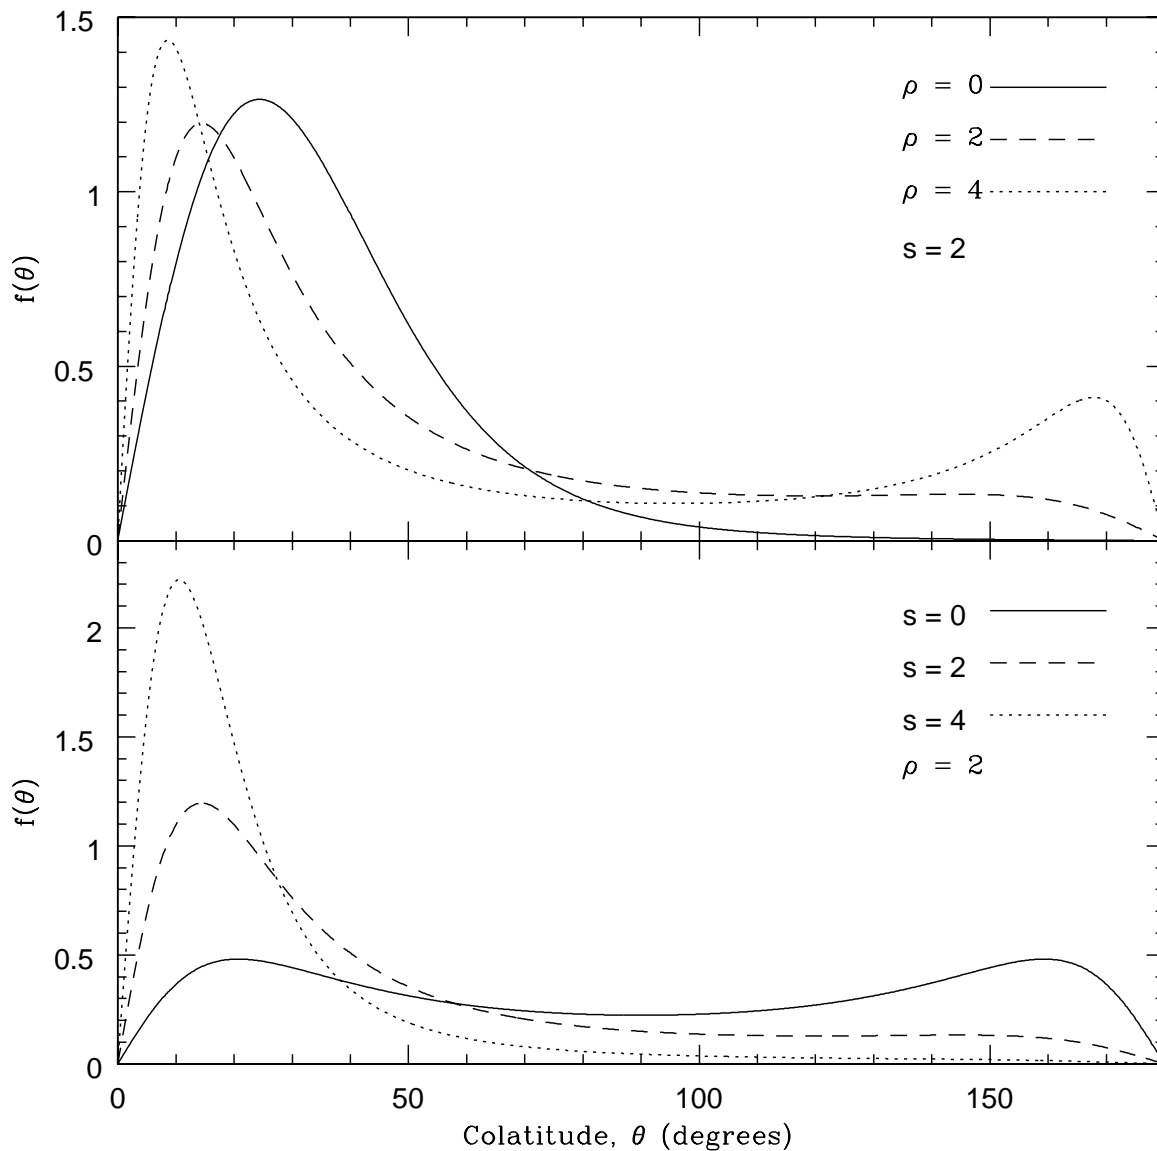 1.5
1
0.5
0
f(θ)
ρ = 0
ρ = 2
ρ = 4
s = 2
2
1.5
1
0.5
0
f(θ)
s = 0
s = 2
s = 4
ρ = 2
0 50 100 150
Colatitude, θ (degrees)